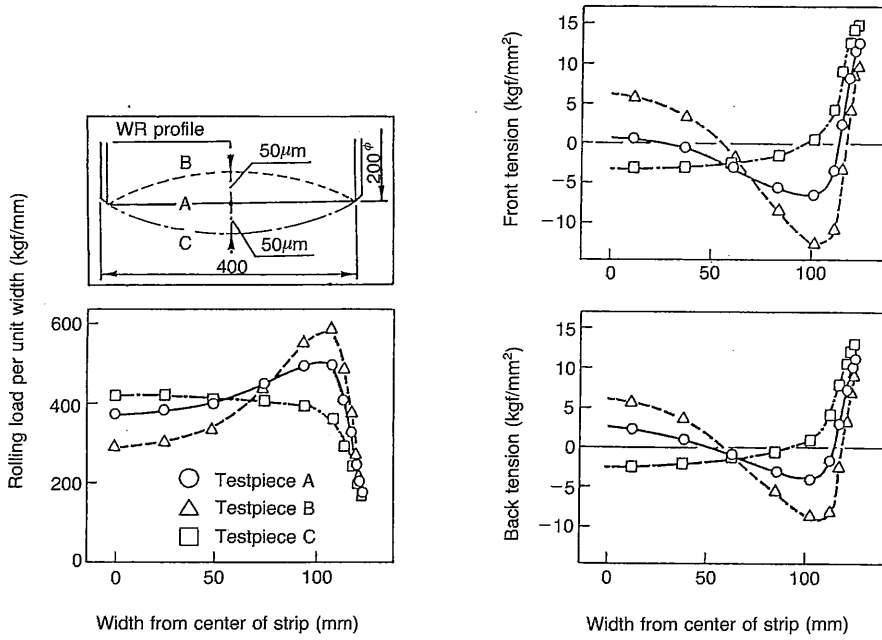 WR profile
B
50μm
A
C
50μm
400
200φ
Rolling load per unit width (kgf/mm)
600
400
200
0
Testpiece A
Testpiece B
Testpiece C
0
50
100
Width from center of strip (mm)
Front tension (kgf/mm²)
15
10
5
0
−5
−10
0
50
100
Back tension (kgf/mm²)
15
10
5
0
−5
−10
0
50
100
Width from center of strip (mm)